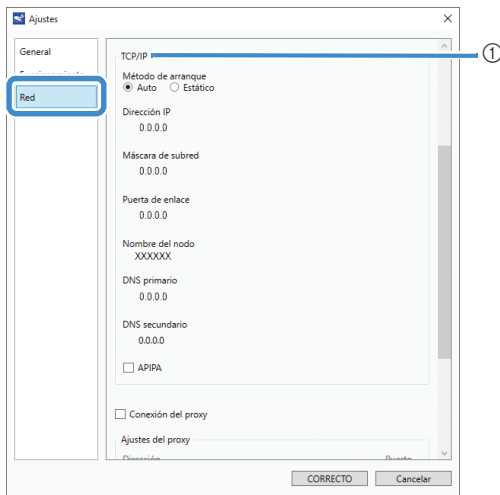 Ajustes
General
Red
TCP/IP
①
Método de arranque
Auto Estático
Dirección IP
0.0.0.0
Máscara de subred
0.0.0.0
Puerta de enlace
0.0.0.0
Nombre del nodo
XXXXXX
DNS primario
0.0.0.0
DNS secundario
0.0.0.0
APIPA
Conexión del proxy
Ajustes del proxy
Dirección Puerto
CORRECTO Cancelar